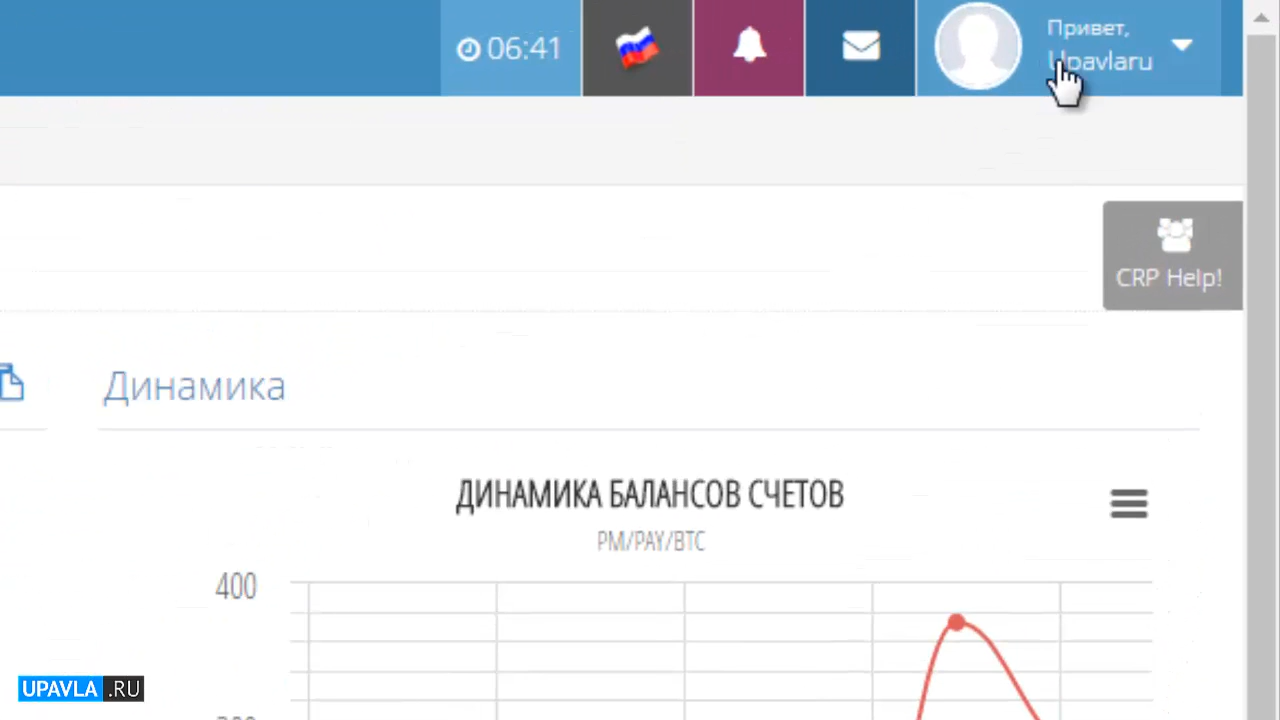 06:41
Привет,
Upavlaru
CRP Help!
Динамика
ДИНАМИКА БАЛАНСОВ СЧЕТОВ
PM/PAY/BTC
400
UPAVLA.RU